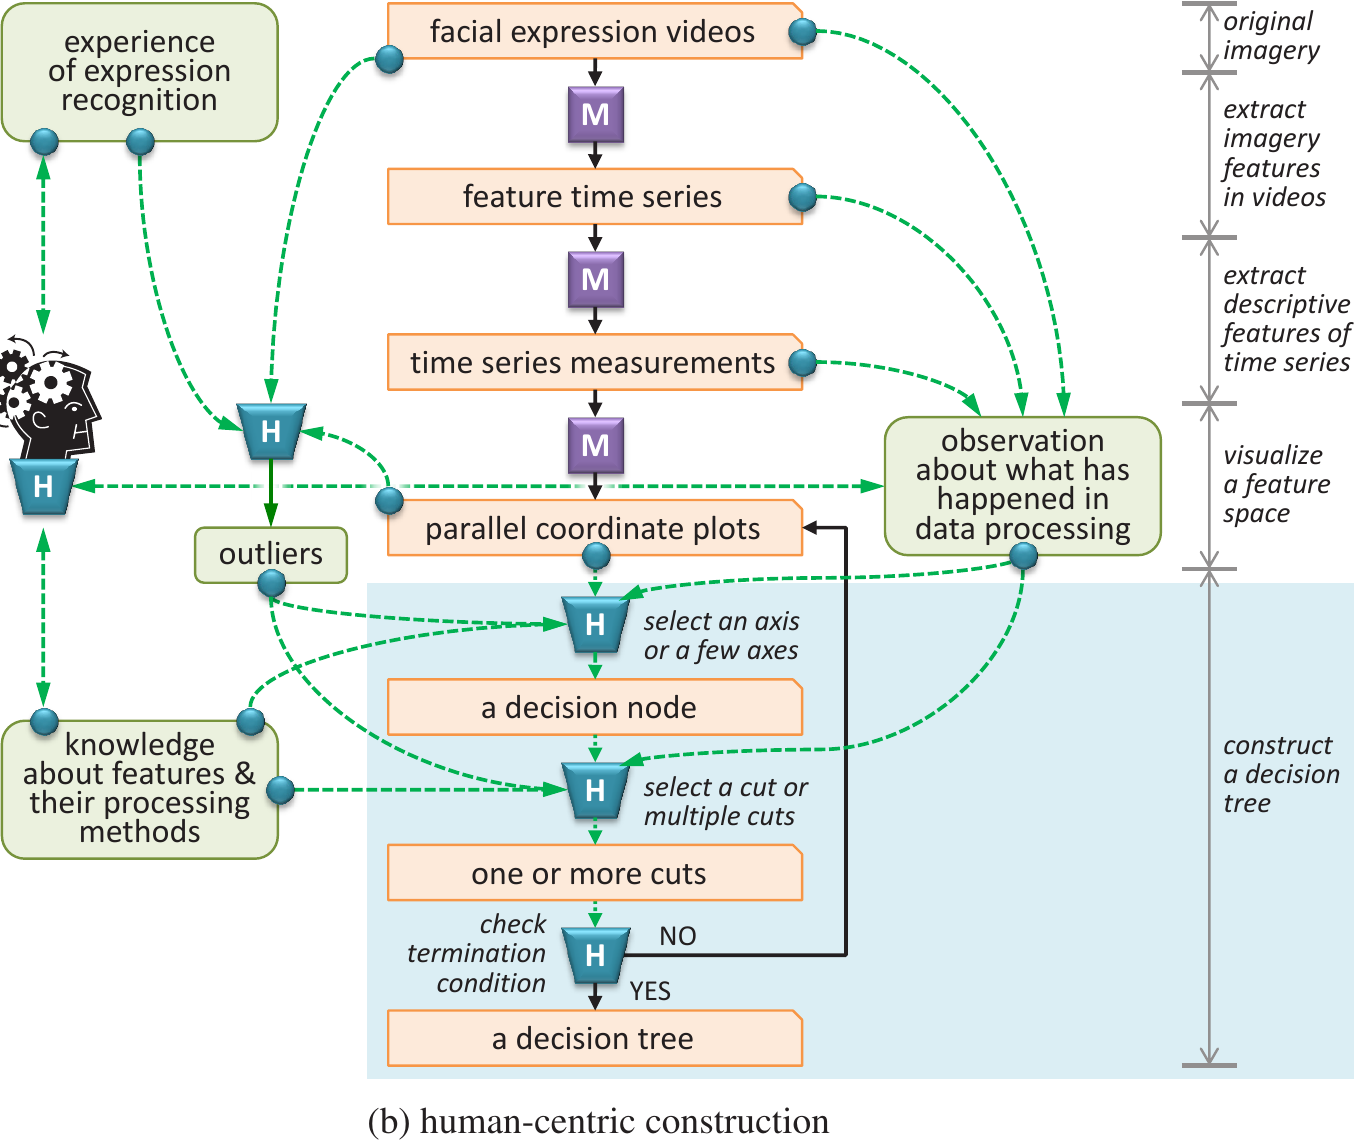 experience
of expression
recognition
facial expression videos
original
imagery
M
extract
imagery
features
in videos
feature time series
M
extract
descriptive
features of
time series
time series measurements
H
M
H
observation
about what has
happened in
data processing
visualize
a feature
space
parallel coordinate plots
outliers
H
select an axis
or a few axes
a decision node
knowledge
about features &
their processing
methods
H
select a cut or
multiple cuts
construct
a decision
tree
one or more cuts
check
termination
condition
H
NO
YES
a decision tree
(b) human-centric construction